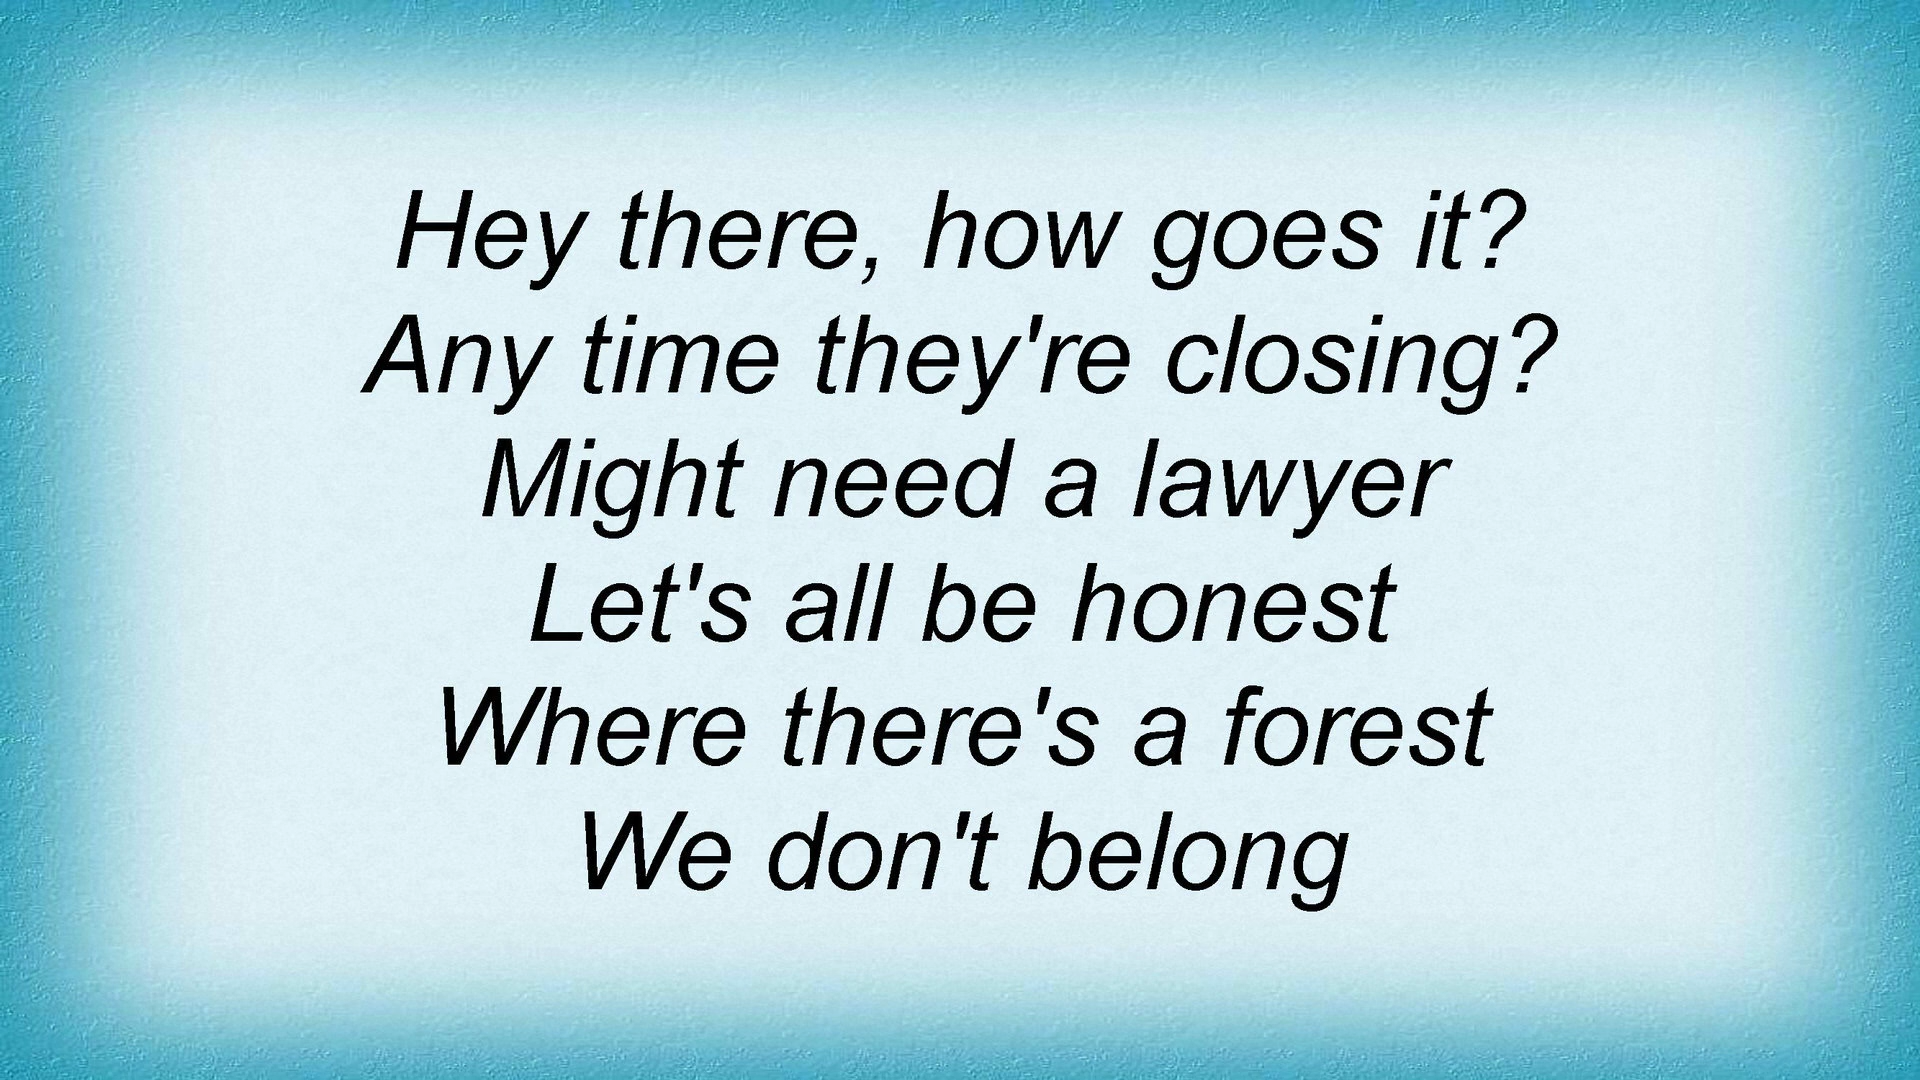 Hey there, how goes it?
Any time they're closing?
Might need a lawyer
Let's all be honest
Where there's a forest
We don't belong